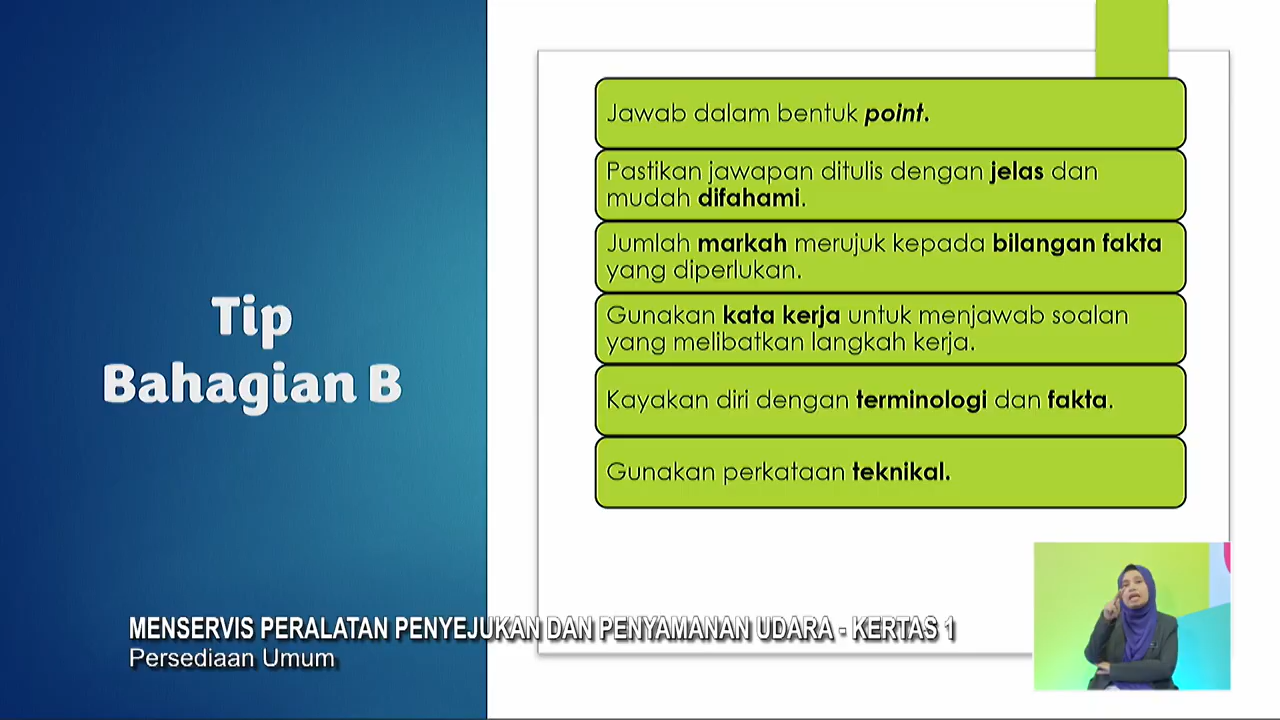 Tip
Bahagian B
Jawab dalam bentuk point.
Pastikan jawapan ditulis dengan jelas dan
mudah difahami.
Jumlah markah merujuk kepada bilangan fakta
yang diperlukan.
Gunakan kata kerja untuk menjawab soalan
yang melibatkan langkah kerja.
Kayakan diri dengan terminologi dan fakta.
Gunakan perkataan teknikal.
MENSERVIS PERALATAN PENYEJUKAN DAN PENYAMANAN UDARA - KERTAS 1
Persediaan Umum